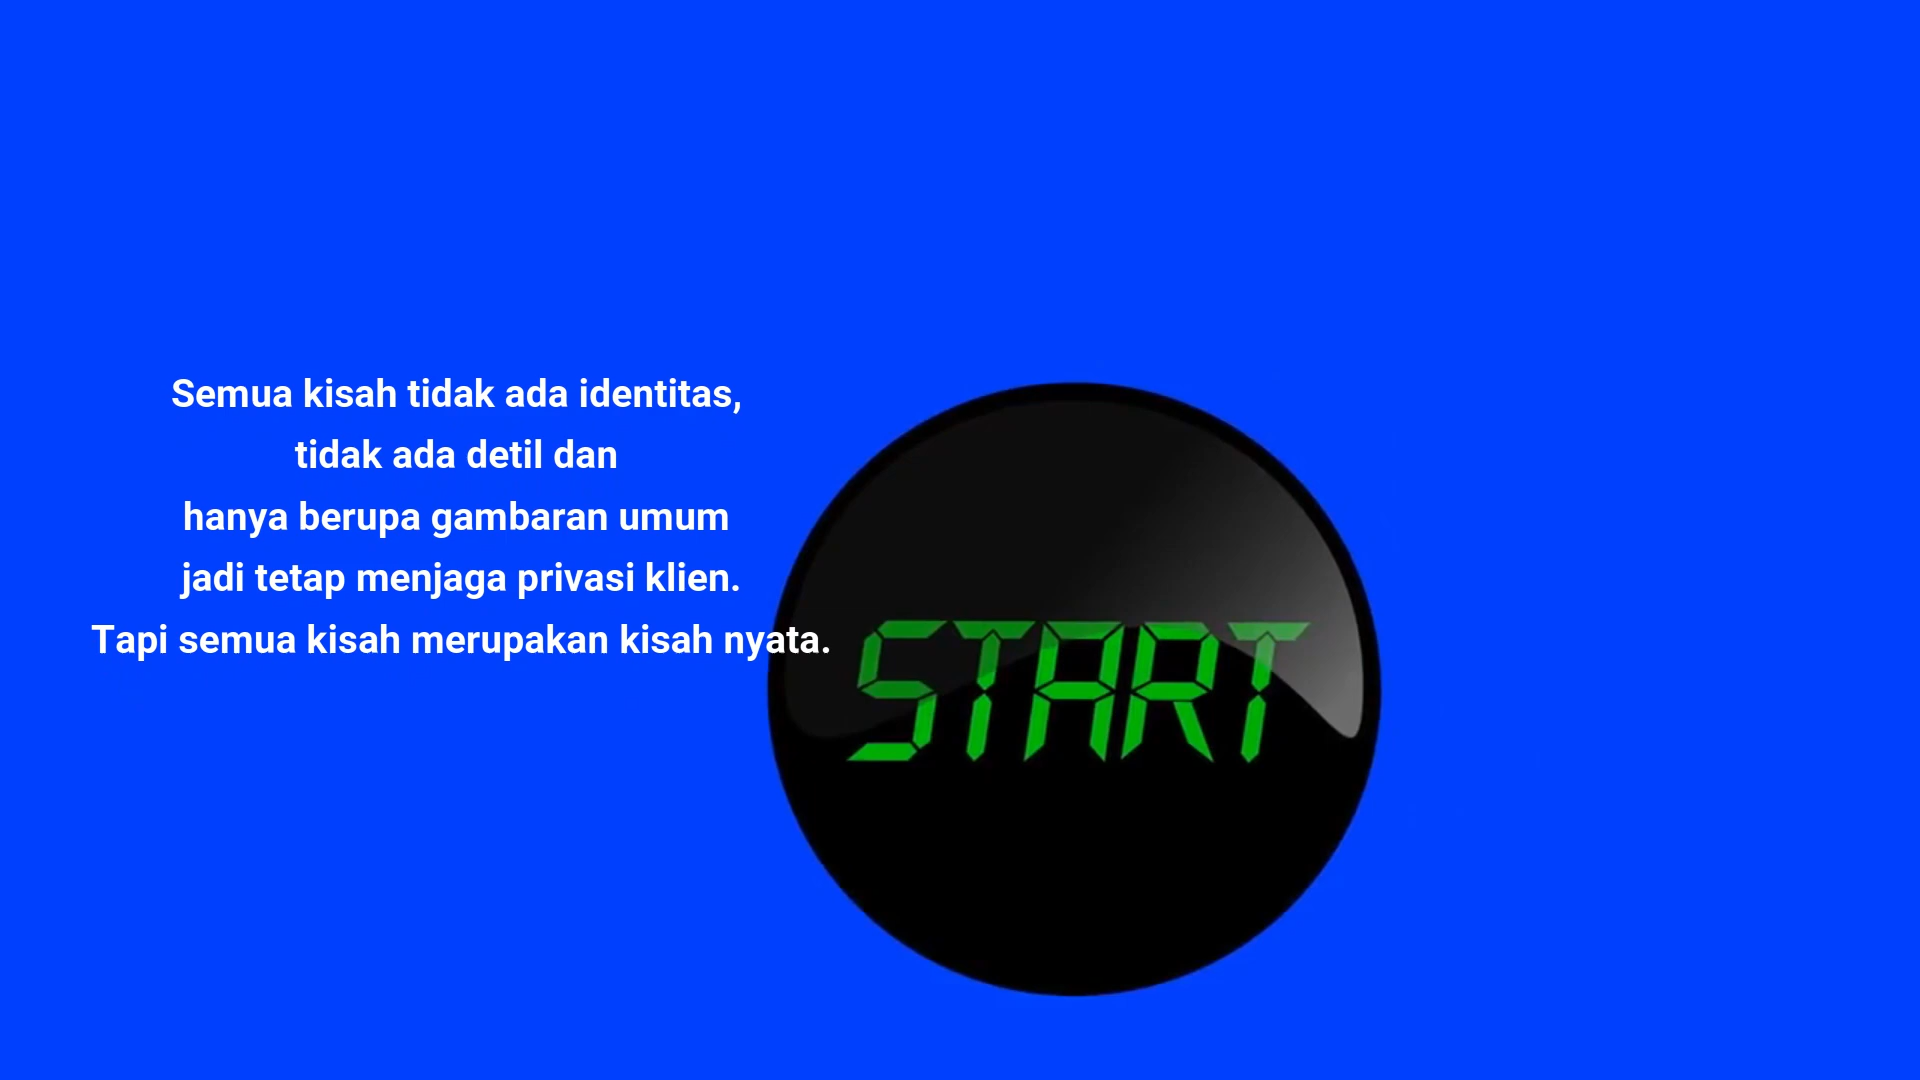 Semua kisah tidak ada identitas,
tidak ada detil dan
hanya berupa gambaran umum
jadi tetap menjaga privasi klien.
Tapi semua kisah merupakan kisah nyata.
START